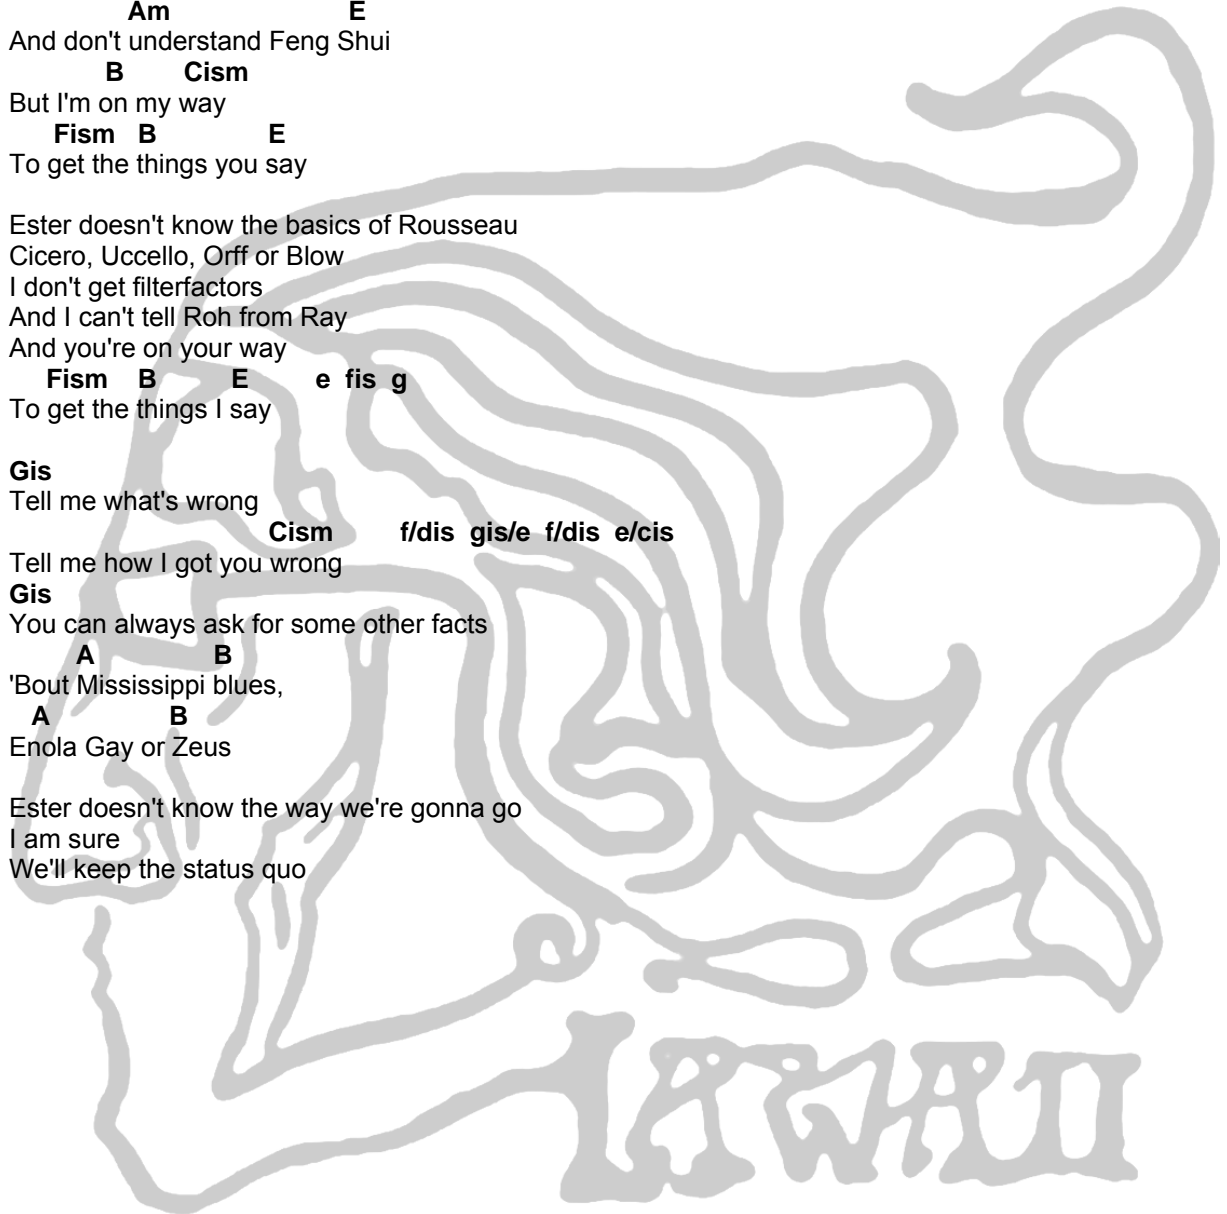 Am E
And don't understand Feng Shui
B Cism
But I'm on my way
Fism B E
To get the things you say

Ester doesn't know the basics of Rousseau
Cicero, Uccello, Orff or Blow
I don't get filterfactors
And I can't tell Roh from Ray
And you're on your way
Fism B E e fis g
To get the things I say

Gis
Tell me what's wrong
Cism f/dis gis/e f/dis e/cis
Tell me how I got you wrong
Gis
You can always ask for some other facts
A B
'Bout Mississippi blues,
A B
Enola Gay or Zeus

Ester doesn't know the way we're gonna go
I am sure
We'll keep the status quo
LAWAII